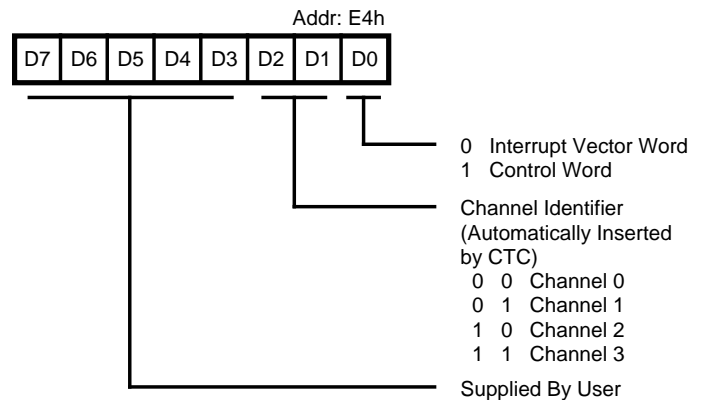 Addr: E4h
D7 D6 D5 D4 D3 D2 D1 D0
0 Interrupt Vector Word
1 Control Word
Channel Identifier
(Automatically Inserted
by CTC)
0 0 Channel 0
0 1 Channel 1
1 0 Channel 2
1 1 Channel 3
Supplied By User